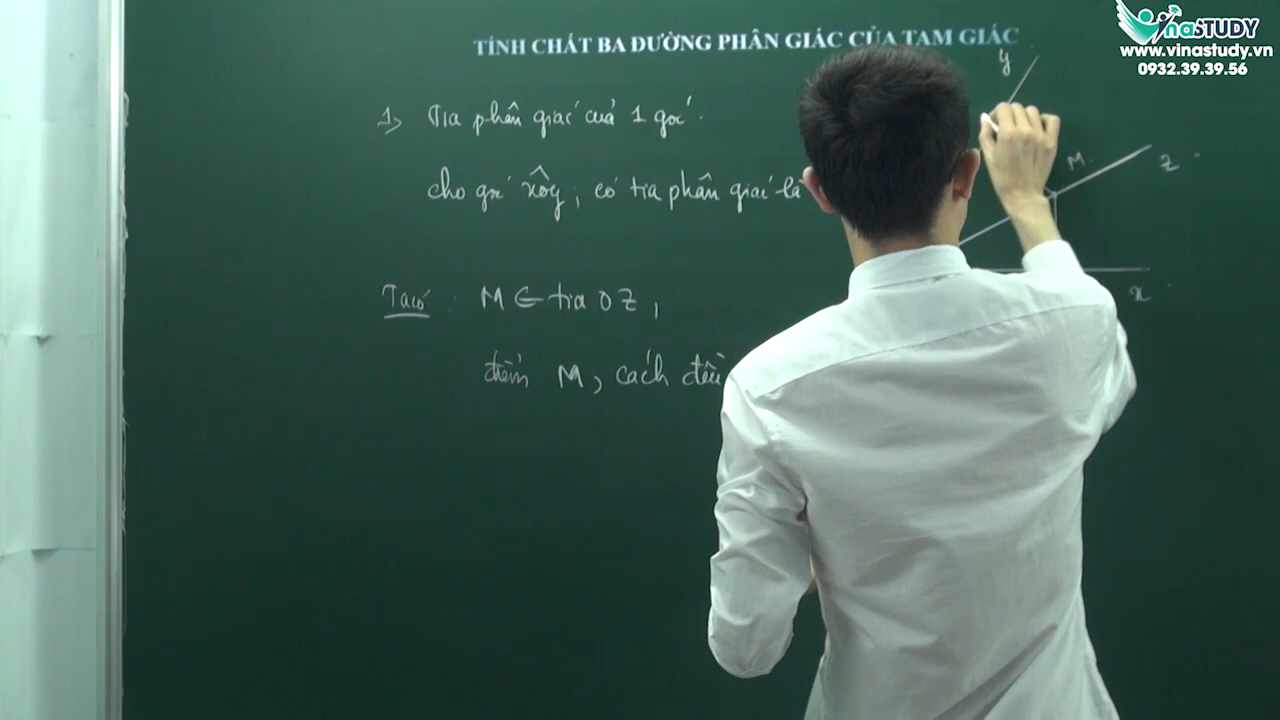 VinaSTUDY
www.vinastudy.vn
0932.39.39.56
TÍNH CHẤT BA ĐƯỜNG PHÂN GIÁC CỦA TAM GIÁC
1, Tia phân giác của 1 góc.
cho góc xôy, có tia phân giác là
Ta có: M ∈ tia OZ,
điểm M, cách đều
y
M
z
x